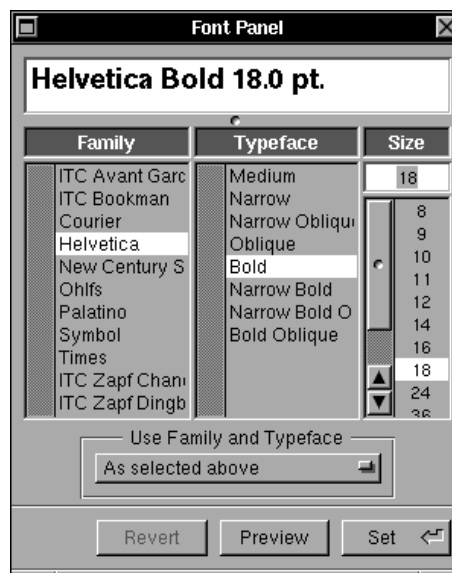 Font Panel
Helvetica Bold 18.0 pt.
Family
ITC Avant Garc
ITC Bookman
Courier
Helvetica
New Century S
Ohlfs
Palatino
Symbol
Times
ITC Zapf Chan
ITC Zapf Dingb
Typeface
Medium
Narrow
Narrow Obliqu
Oblique
Bold
Narrow Bold
Narrow Bold O
Bold Oblique
Size
18
8
9
10
11
12
14
16
18
24
36
Use Family and Typeface
As selected above
Revert
Preview
Set